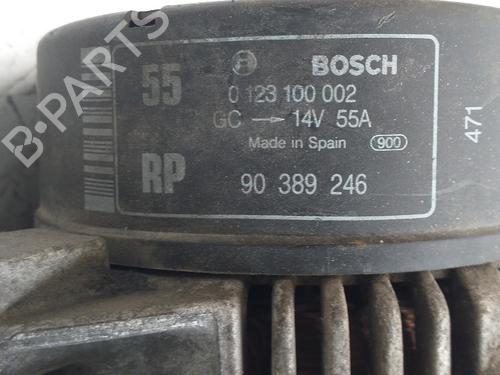 55 BOSCH
0 123 100 002
GC → 14V 55A
Made in Spain 900
RP 90 389 246
471
B-PARTS